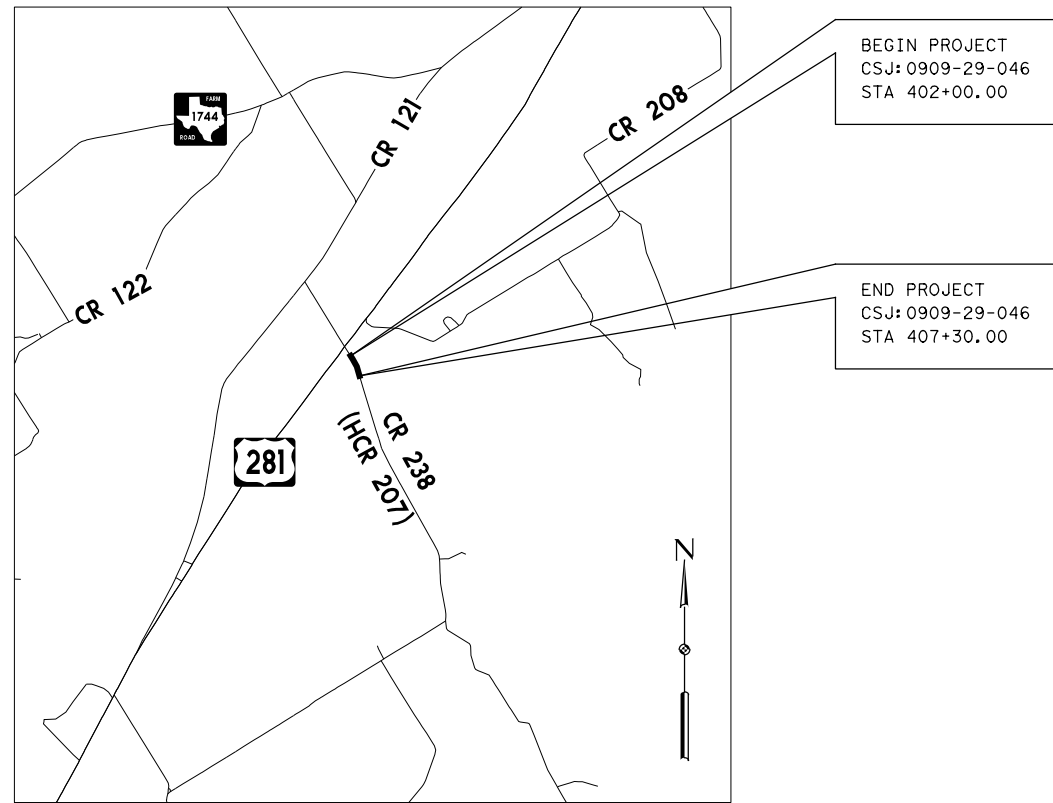 BEGIN PROJECT
CSJ: 0909-29-046
STA 402+00.00
FARM
1744
ROAD
CR 121
CR 208
CR 122
END PROJECT
CSJ: 0909-29-046
STA 407+30.00
281
CR 238
(HCR 207)
N